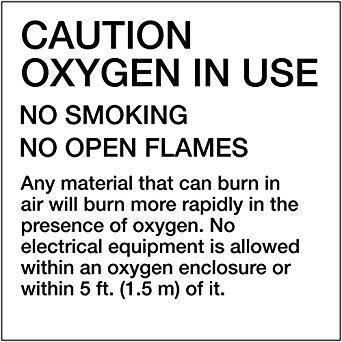 CAUTION
OXYGEN IN USE
NO SMOKING
NO OPEN FLAMES
Any material that can burn in
air will burn more rapidly in the
presence of oxygen. No
electrical equipment is allowed
within an oxygen enclosure or
within 5 ft. (1.5 m) of it.